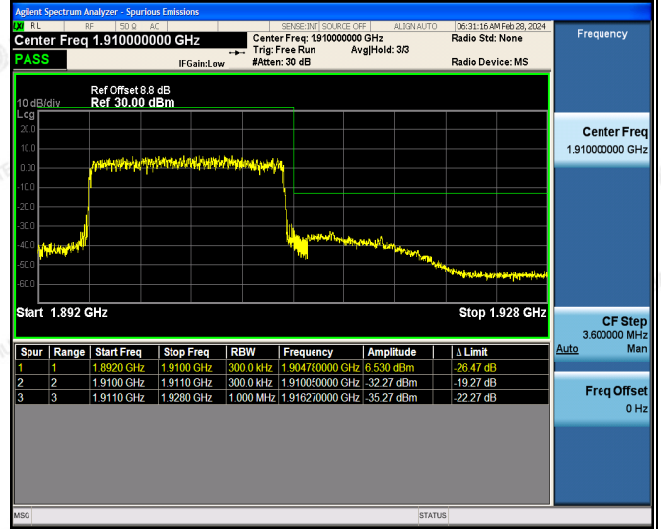 Agilent Spectrum Analyzer - Spurious Emissions
LXI RL RF 50 Ω AC SENSE:INT SOURCE OFF ALIGN AUTO 06:31:16 AM Feb 28, 2024
Center Freq 1.910000000 GHz
Center Freq: 1.910000000 GHz
Radio Std: None
Trig: Free Run Avg|Hold: 3/3
PASS
IFGain:Low
#Atten: 30 dB
Radio Device: MS
Ref Offset 8.8 dB
10 dB/div Ref 30.00 dBm
Log
20.0
10.0
0.00
-10.0
-20.0
-30.0
-40.0
-50.0
-60.0
Start 1.892 GHz Stop 1.928 GHz
Spur Range Start Freq Stop Freq RBW Frequency Amplitude Δ Limit
1 1 1.8920 GHz 1.9100 GHz 300.0 kHz 1.904760000 GHz 6.530 dBm -26.47 dB
2 2 1.9100 GHz 1.9110 GHz 300.0 kHz 1.910050000 GHz -32.27 dBm -19.27 dB
3 3 1.9110 GHz 1.9280 GHz 1.000 MHz 1.916270000 GHz -35.27 dBm -22.27 dB
MSG STATUS
Frequency
Center Freq
1.910000000 GHz
CF Step
3.600000 MHz
Auto Man
Freq Offset
0 Hz